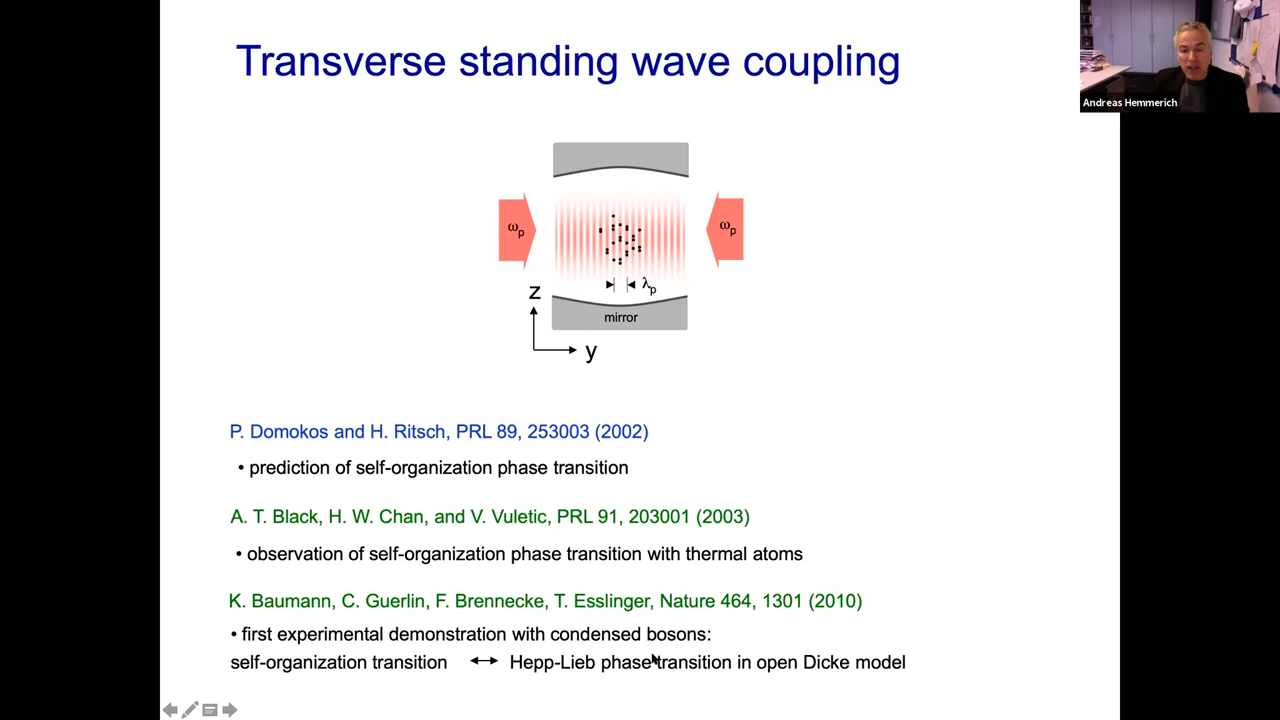 Transverse standing wave coupling
Andreas Hemmerich
ωp
ωp
λp
z
mirror
y
P. Domokos and H. Ritsch, PRL 89, 253003 (2002)
• prediction of self-organization phase transition
A. T. Black, H. W. Chan, and V. Vuletic, PRL 91, 203001 (2003)
• observation of self-organization phase transition with thermal atoms
K. Baumann, C. Guerlin, F. Brennecke, T. Esslinger, Nature 464, 1301 (2010)
• first experimental demonstration with condensed bosons:
self-organization transition ↔ Hepp-Lieb phase transition in open Dicke model